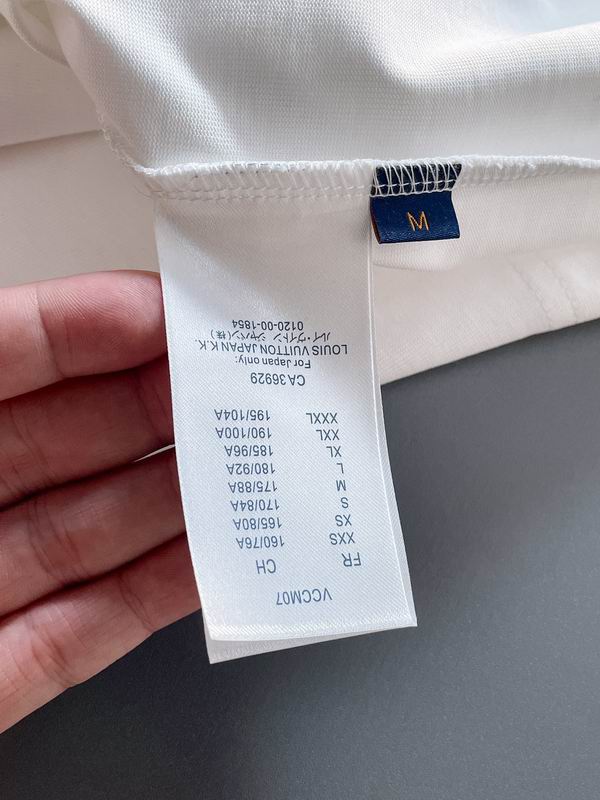 M
VCCM07
FR CH
XXS 160/76A
XS 165/80A
S 170/84A
M 175/88A
L 180/92A
XL 185/96A
XXL 190/100A
XXXL 195/104A
CA36929
For Japan only:
LOUIS VUITTON JAPAN K.K.
ルイ・ヴィトン ジャパン(株)
0120-00-1854